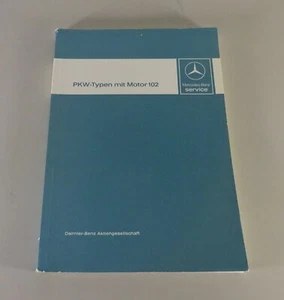 PKW-Typen mit Motor 102
Mercedes-Benz
service
Daimler-Benz Aktiengesellschaft